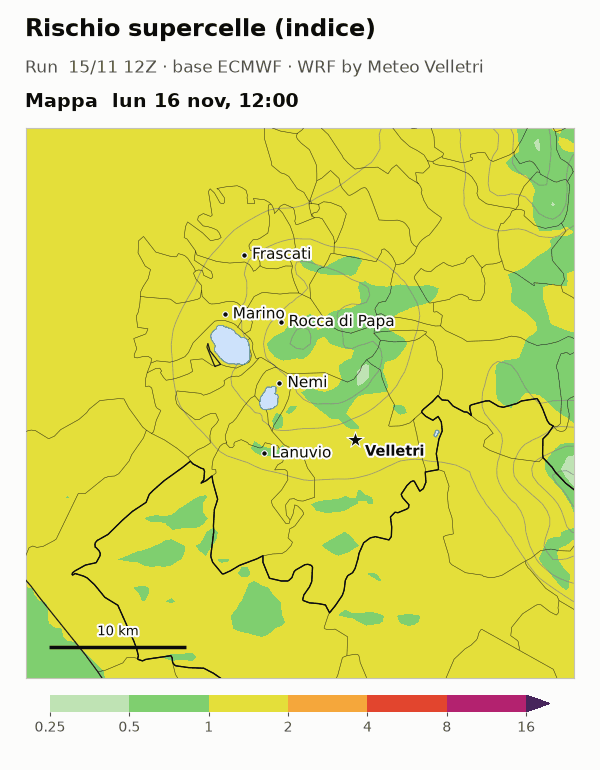 Rischio supercelle (indice)
Run  15/11 12Z · base ECMWF · WRF by Meteo Velletri
Mappa  lun 16 nov, 12:00
Frascati
Marino
Rocca di Papa
Nemi
Velletri
Lanuvio
10 km
0.25 0.5 1 2 4 8 16